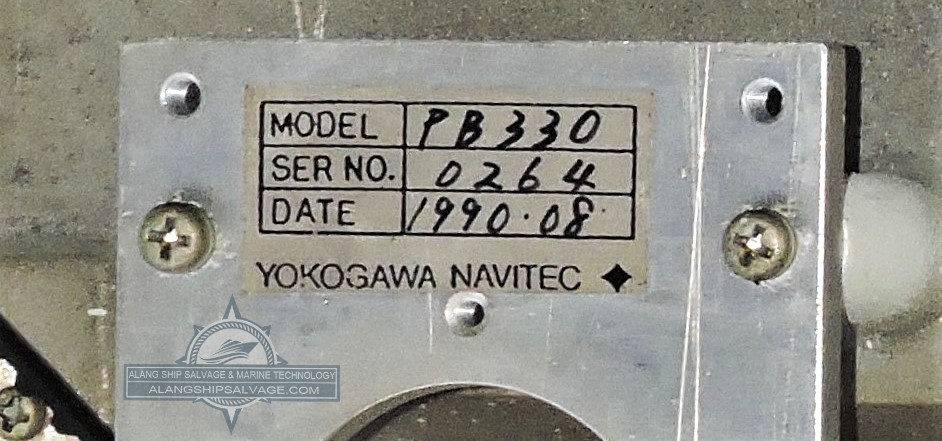 MODEL PB330
SER NO. 0264
DATE 1990.08
YOKOGAWA NAVITEC
ALANG SHIP SALVAGE & MARINE TECHNOLOGY
ALANGSHIPSALVAGE.COM